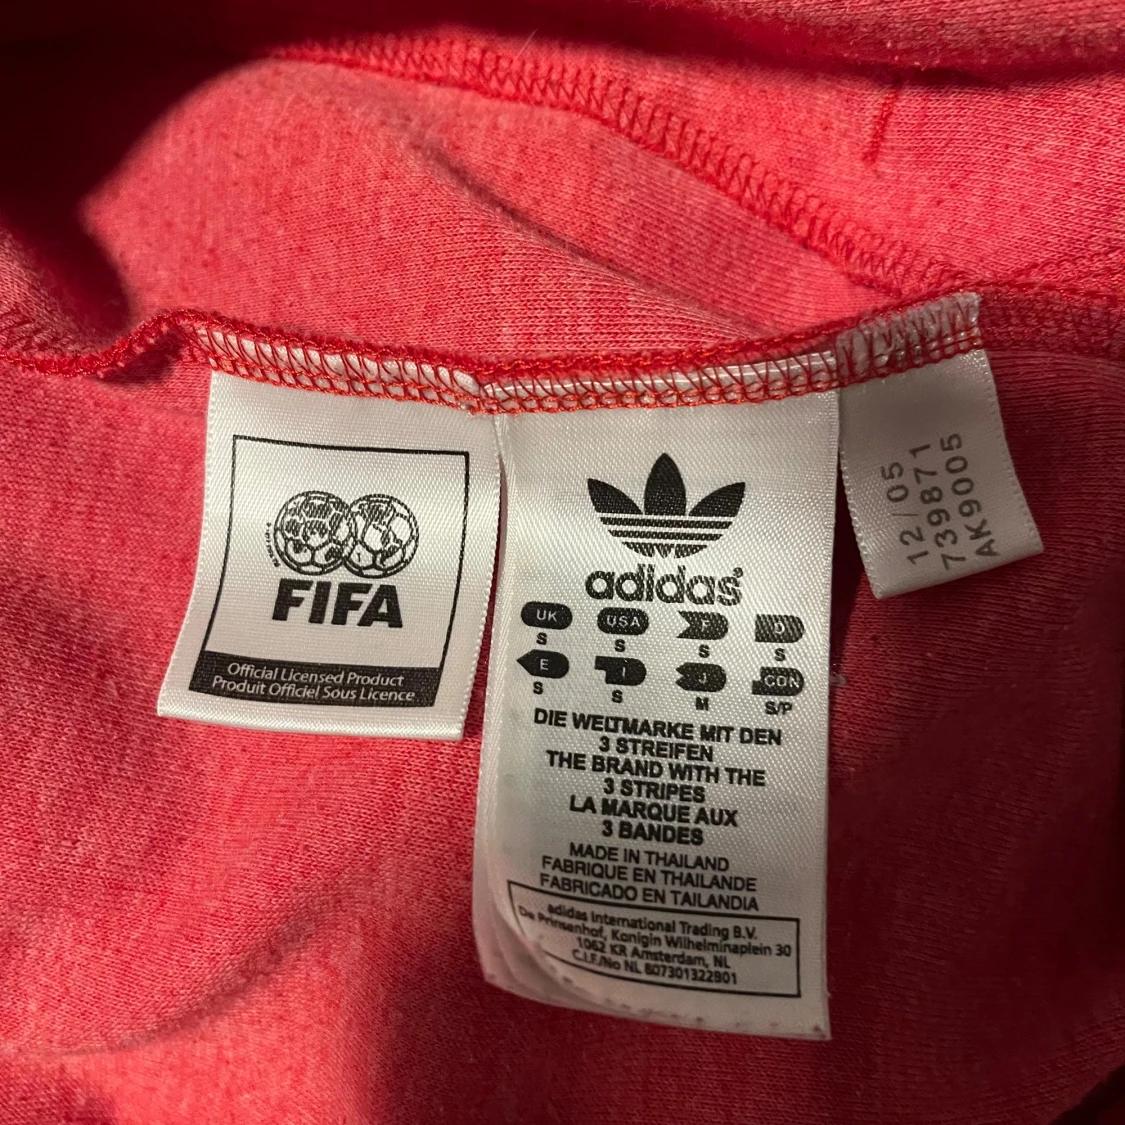 FIFA
Official Licensed Product
Produit Officiel Sous Licence
adidas
UK USA F D
S S S S
E I J CDN
S S M S/P
DIE WELTMARKE MIT DEN
3 STREIFEN
THE BRAND WITH THE
3 STRIPES
LA MARQUE AUX
3 BANDES
MADE IN THAILAND
FABRIQUE EN THAILANDE
FABRICADO EN TAILANDIA
adidas International Trading B.V.
De Prinsenhof, Konigin Wilhelminaplein 30
1062 KR Amsterdam, NL
C.I.F./No NL 807301322B01
12/05
739871
AK9005